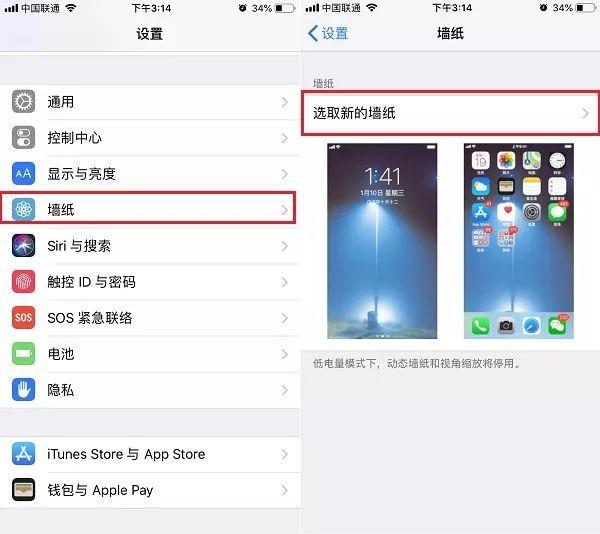 中国联通
下午3:14
34%
设置
通用
控制中心
显示与亮度
墙纸
Siri 与搜索
触控 ID 与密码
SOS 紧急联络
电池
隐私
iTunes Store 与 App Store
钱包与 Apple Pay
中国联通
下午3:14
34%
设置
墙纸
墙纸
选取新的墙纸
1:41
1月10日 星期三
19
App Store
低电量模式下，动态墙纸和视角缩放将停用。